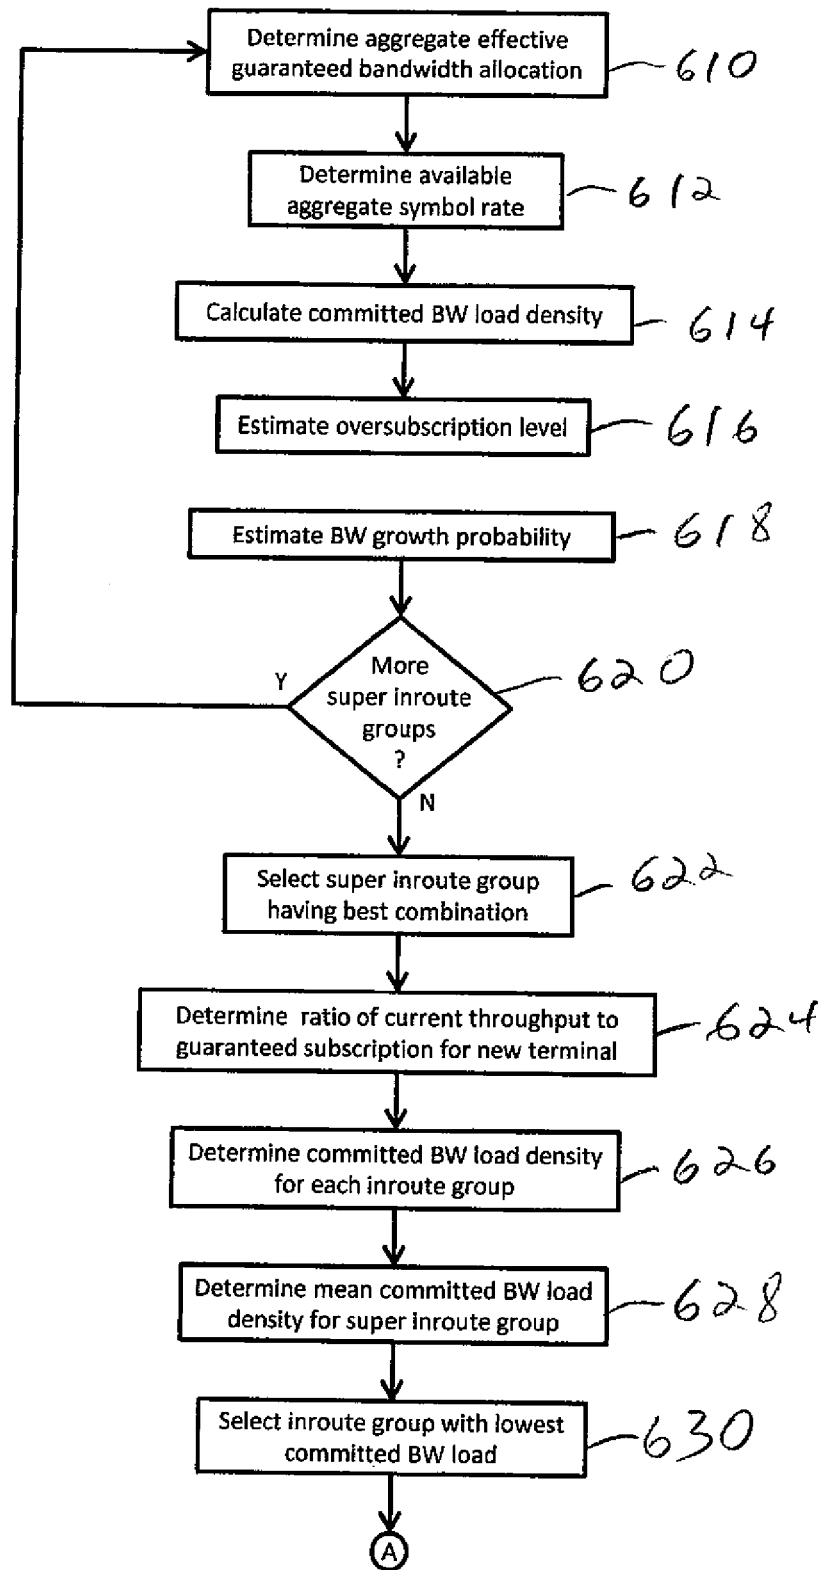 Determine aggregate effective
guaranteed bandwidth allocation
610
Determine available
aggregate symbol rate
612
Calculate committed BW load density
614
Estimate oversubscription level
616
Estimate BW growth probability
618
More
super inroute
groups
?
620
Y
N
Select super inroute group
having best combination
622
Determine ratio of current throughput to
guaranteed subscription for new terminal
624
Determine committed BW load density
for each inroute group
626
Determine mean committed BW load
density for super inroute group
628
Select inroute group with lowest
committed BW load
630
A